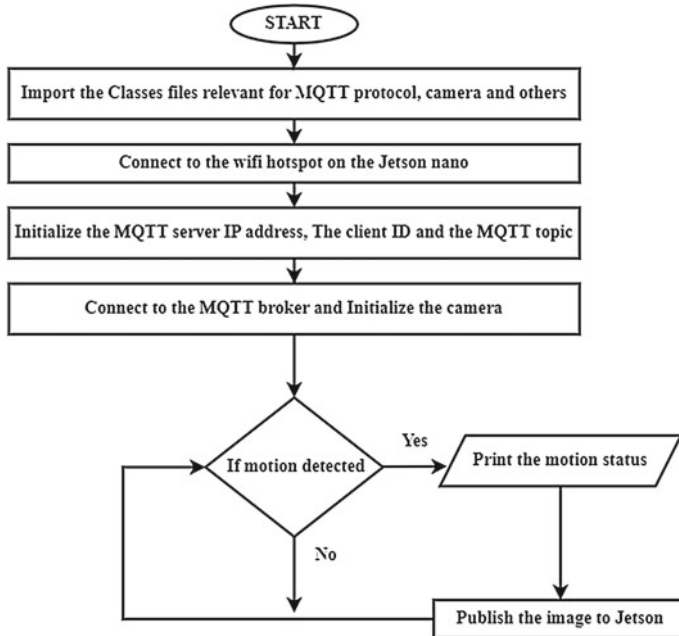 START
Import the Classes files relevant for MQTT protocol, camera and others
Connect to the wifi hotspot on the Jetson nano
Initialize the MQTT server IP address, The client ID and the MQTT topic
Connect to the MQTT broker and Initialize the camera
If motion detected
Yes
Print the motion status
No
Publish the image to Jetson